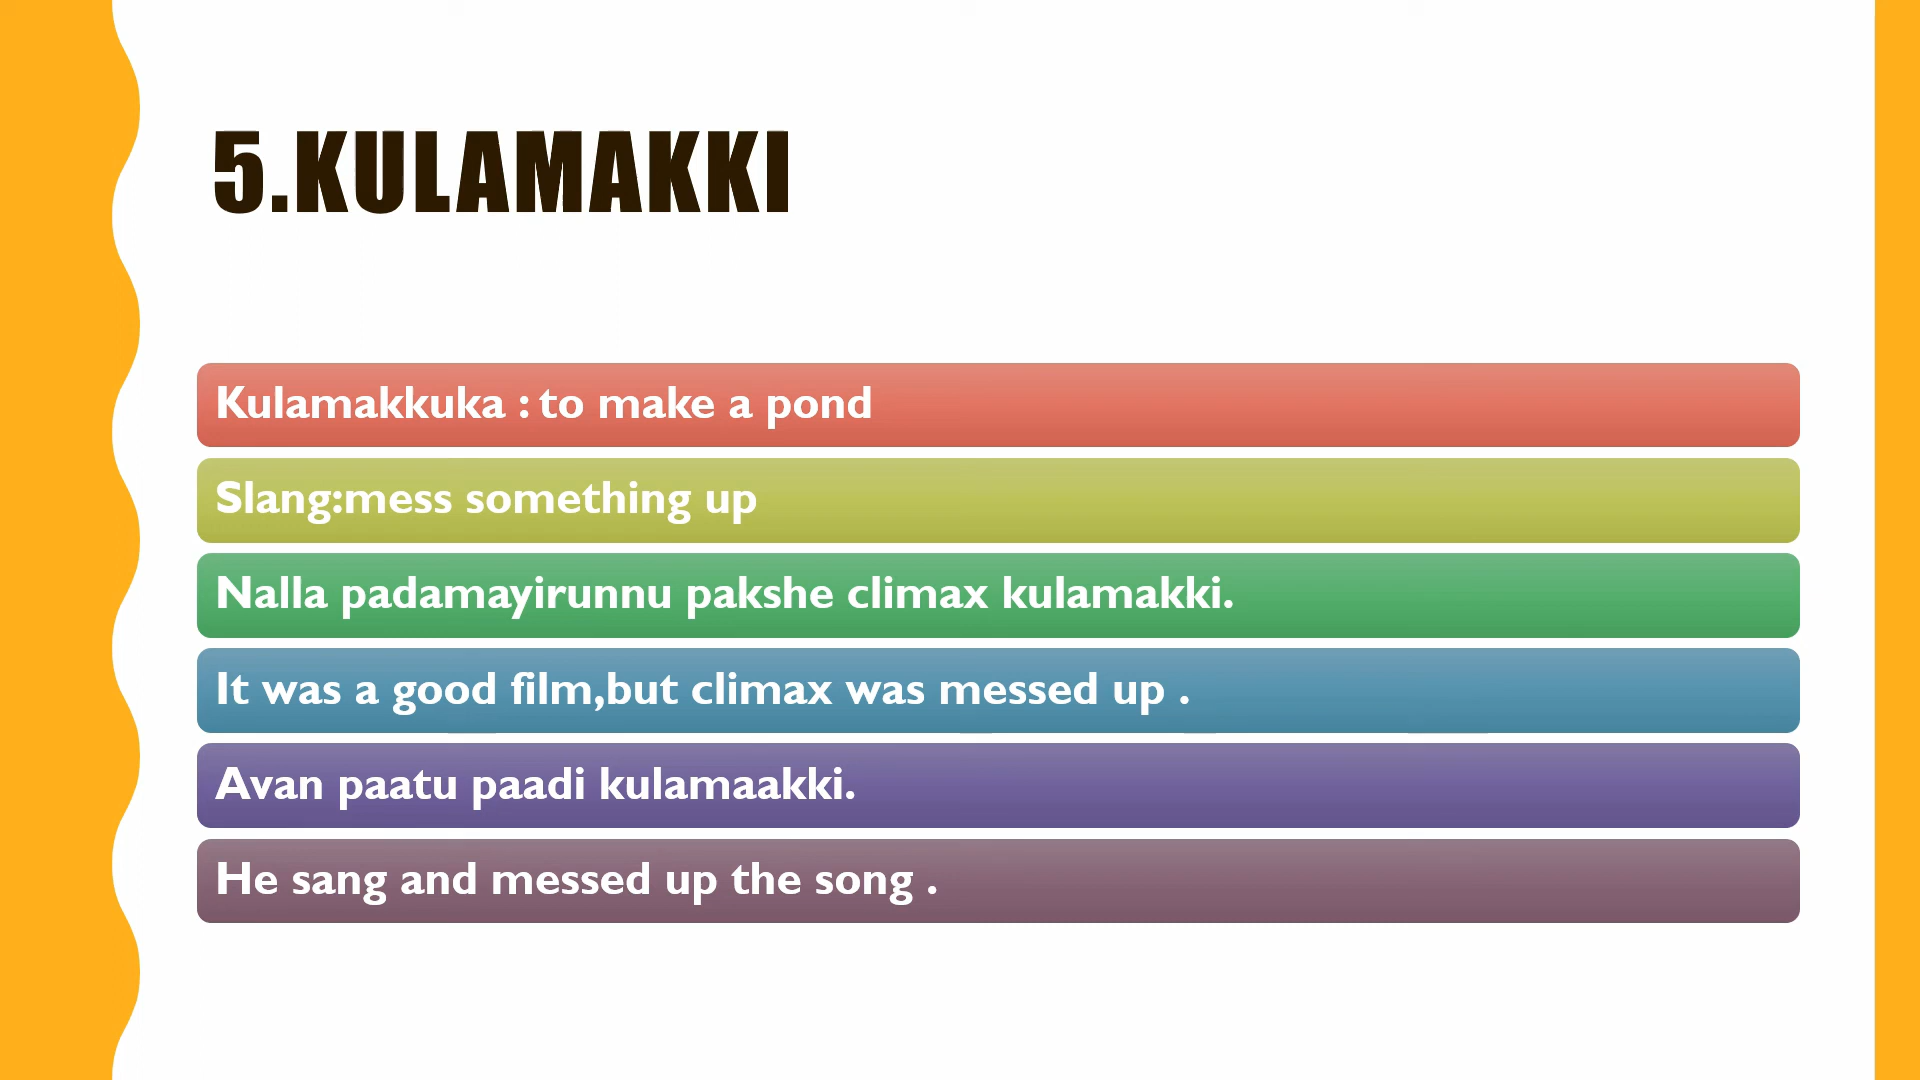 5.KULAMAKKI
Kulamakkuka : to make a pond
Slang:mess something up
Nalla padamayirunnu pakshe climax kulamakki.
It was a good film,but climax was messed up .
Avan paatu paadi kulamaakki.
He sang and messed up the song .